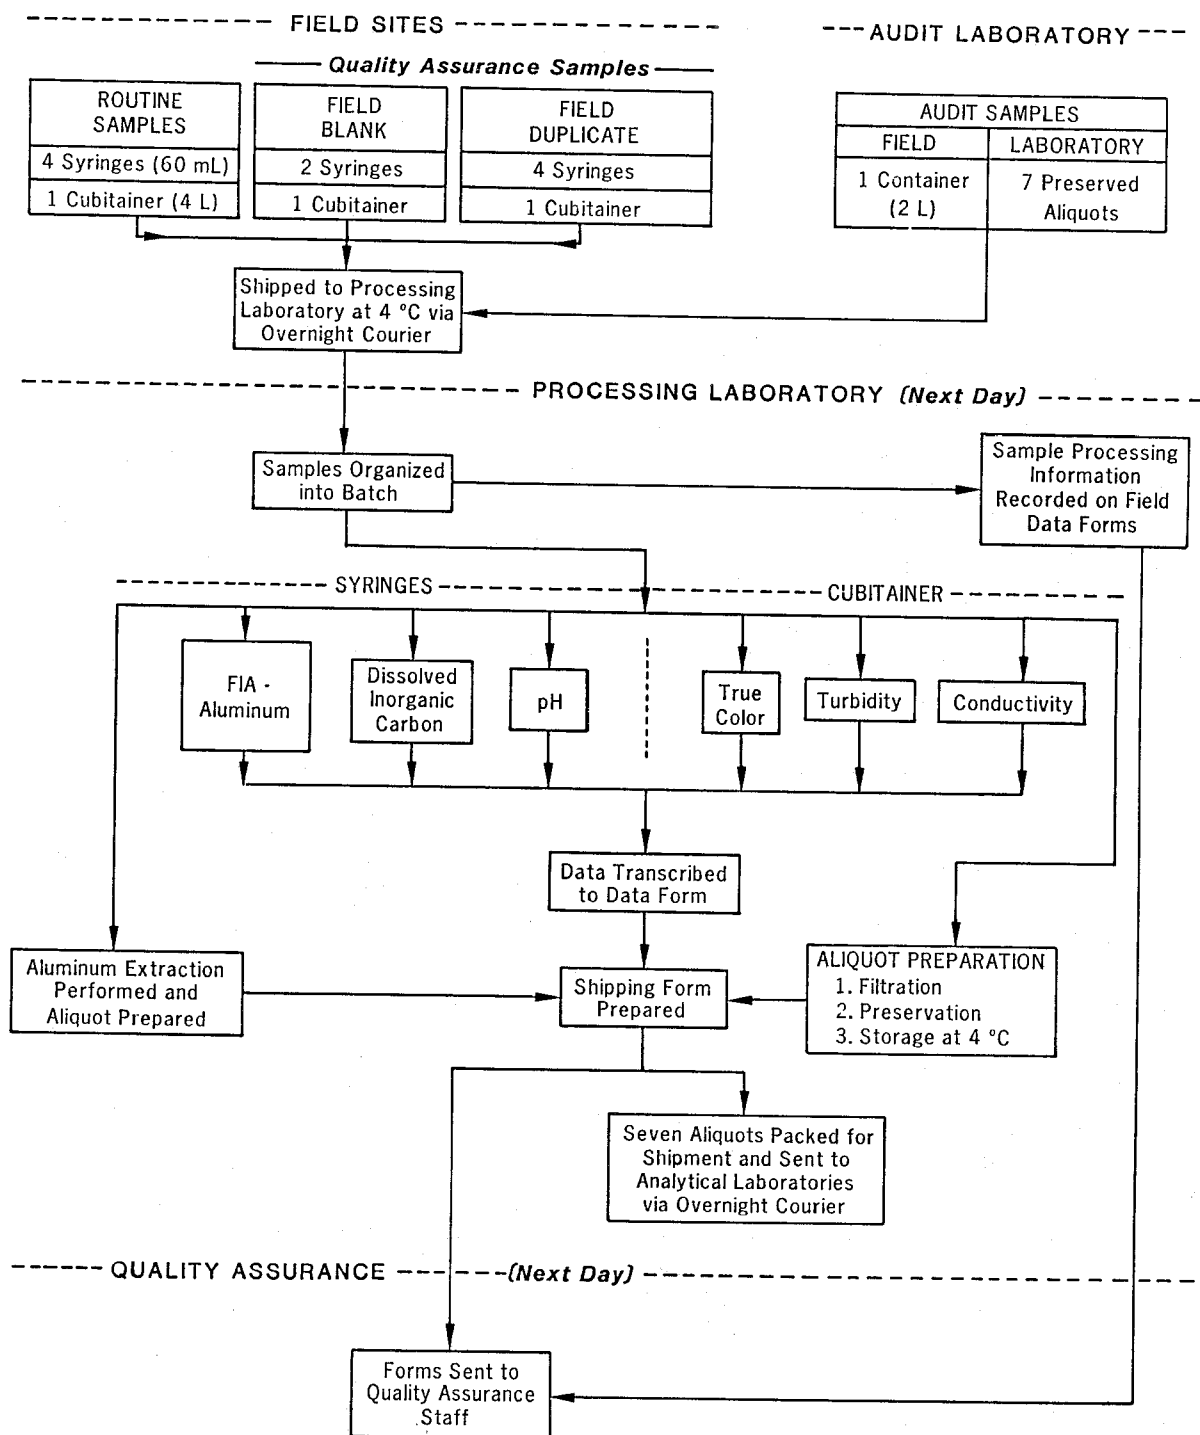 FIELD SITES
AUDIT LABORATORY
Quality Assurance Samples
ROUTINE
SAMPLES
4 Syringes (60 mL)
1 Cubitainer (4 L)
FIELD
BLANK
2 Syringes
1 Cubitainer
FIELD
DUPLICATE
4 Syringes
1 Cubitainer
AUDIT SAMPLES
FIELD
1 Container
(2 L)
LABORATORY
7 Preserved
Aliquots
Shipped to Processing
Laboratory at 4 °C via
Overnight Courier
PROCESSING LABORATORY (Next Day)
Samples Organized
into Batch
Sample Processing
Information
Recorded on Field
Data Forms
SYRINGES
CUBITAINER
FIA -
Aluminum
Dissolved
Inorganic
Carbon
pH
True
Color
Turbidity
Conductivity
Data Transcribed
to Data Form
Aluminum Extraction
Performed and
Aliquot Prepared
Shipping Form
Prepared
ALIQUOT PREPARATION
1. Filtration
2. Preservation
3. Storage at 4 °C
Seven Aliquots Packed for
Shipment and Sent to
Analytical Laboratories
via Overnight Courier
QUALITY ASSURANCE (Next Day)
Forms Sent to
Quality Assurance
Staff